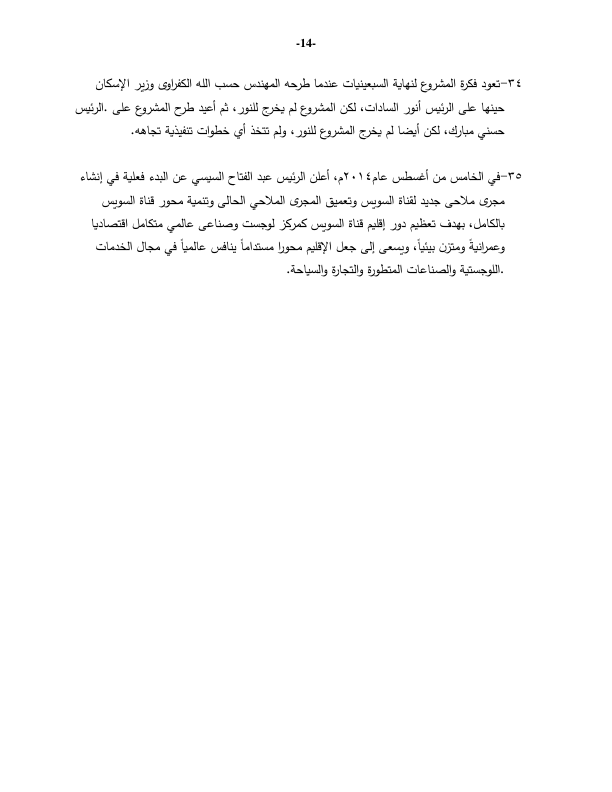 -14-
٣٤-تعود فكرة المشروع لنهاية السبعينيات عندما طرحه المهندس حسب الله الكفراوى وزير الإسكان
حينها على الرئيس أنور السادات، لكن المشروع لم يخرج للنور، ثم أعيد طرح المشروع على .الرئيس
حسني مبارك، لكن أيضا لم يخرج المشروع للنور، ولم تتخذ أي خطوات تنفيذية تجاهه.
٣٥-في الخامس من أغسطس عام٢٠١٤م، أعلن الرئيس عبد الفتاح السيسي عن البدء فعلية في إنشاء
مجرى ملاحى جديد لقناة السويس وتعميق المجرى الملاحي الحالى وتنمية محور قناة السويس
بالكامل، بهدف تعظيم دور إقليم قناة السويس كمركز لوجست وصناعى عالمي متكامل اقتصاديا
وعمرانيةً ومتزن بيئياً، ويسعى إلى جعل الإقليم محورا مستداماً ينافس عالمياً في مجال الخدمات
.اللوجستية والصناعات المتطورة والتجارة والسياحة.